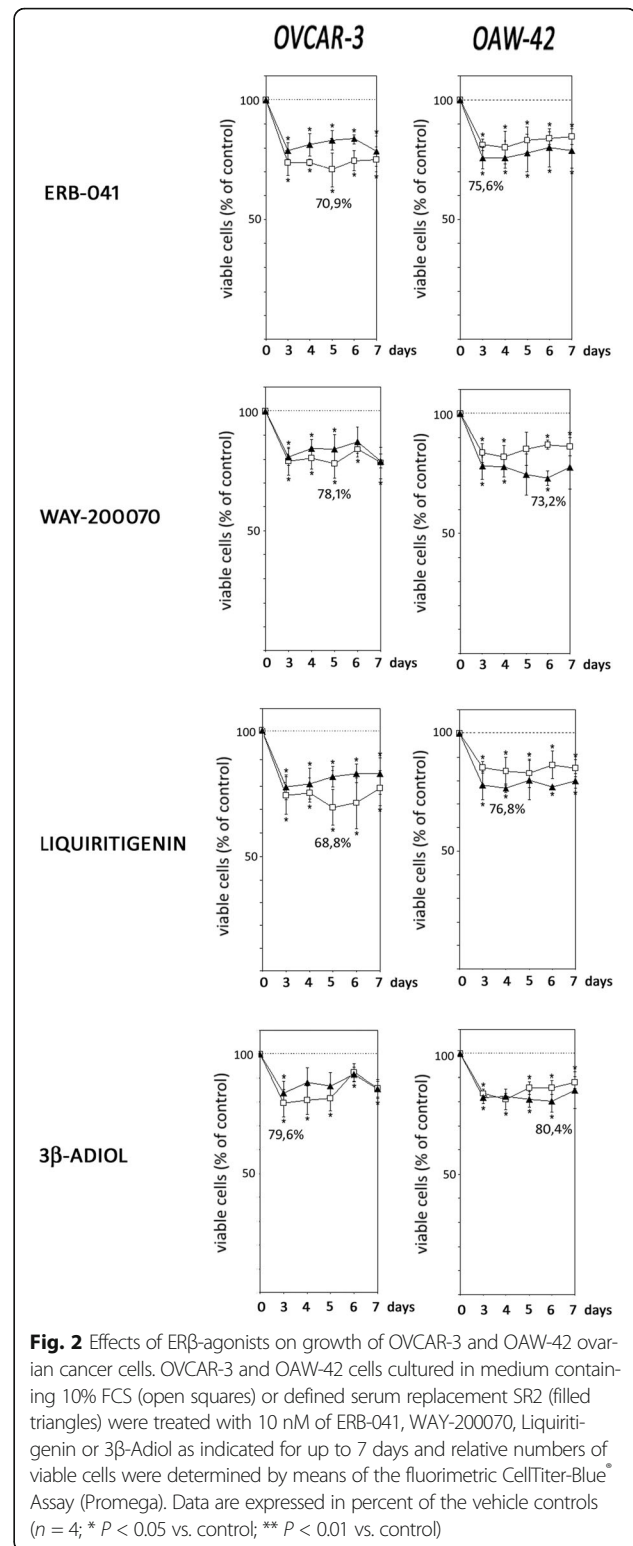 OVCAR-3 OAW-42
ERB-041
viable cells (% of control)
100
50
* * * * *
* * * * *
70,9%
0 3 4 5 6 7 days
viable cells (% of control)
100
50
* * * * *
* * * * *
75,6%
0 3 4 5 6 7 days
WAY-200070
viable cells (% of control)
100
50
* * *
* * * * *
78,1%
0 3 4 5 6 7 days
viable cells (% of control)
100
50
* * * *
* * *
73,2%
0 3 4 5 6 7 days
LIQUIRITIGENIN
viable cells (% of control)
100
50
* * * * *
* * * * *
68,8%
0 3 4 5 6 7 days
viable cells (% of control)
100
50
* * * * *
* * * *
76,8%
0 3 4 5 6 7 days
3β-ADIOL
viable cells (% of control)
100
50
*
* * * * *
79,6%
0 3 4 5 6 7 days
viable cells (% of control)
100
50
* * * *
* * * *
80,4%
0 3 4 5 6 7 days
Fig. 2 Effects of ERβ-agonists on growth of OVCAR-3 and OAW-42 ovar-
ian cancer cells. OVCAR-3 and OAW-42 cells cultured in medium contain-
ing 10% FCS (open squares) or defined serum replacement SR2 (filled
triangles) were treated with 10 nM of ERB-041, WAY-200070, Liquiriti-
genin or 3β-Adiol as indicated for up to 7 days and relative numbers of
viable cells were determined by means of the fluorimetric CellTiter-Blue®
Assay (Promega). Data are expressed in percent of the vehicle controls
(n = 4; * P < 0.05 vs. control; ** P < 0.01 vs. control)